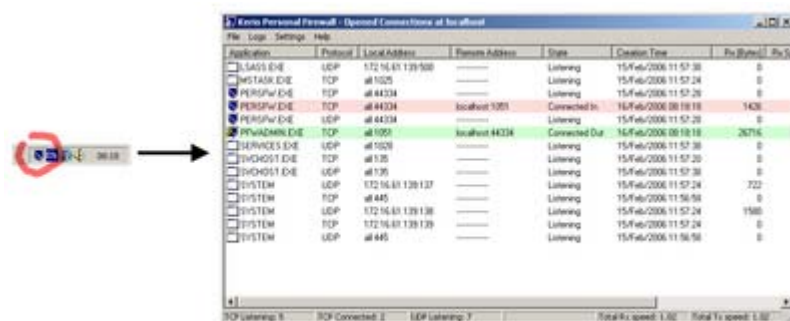 Kerio Personal Firewall - Opened Connections at localhost
File Logs Settings Help
Application Protocol Local Address Remote Address State Creation Time Rx [Bytes]
LSASS.EXE UDP 172.16.61.139:500 ---------- Listening 15/Feb/2006 11:57:30 0
MSTASK.EXE TCP all:1025 ---------- Listening 15/Feb/2006 11:57:24 0
PERSFW.EXE TCP all:44334 ---------- Listening 15/Feb/2006 11:57:20 0
PERSFW.EXE TCP all:44334 localhost:1051 Connected In 16/Feb/2006 08:18:18 1426
PERSFW.EXE UDP all:44334 ---------- Listening 15/Feb/2006 11:57:20 0
PFWADMIN.EXE TCP all:1051 localhost:44334 Connected Out 16/Feb/2006 08:18:18 26716
SERVICES.EXE UDP all:1028 ---------- Listening 15/Feb/2006 11:57:30 0
SVCHOST.EXE TCP all:135 ---------- Listening 15/Feb/2006 11:57:20 0
SVCHOST.EXE UDP all:135 ---------- Listening 15/Feb/2006 11:57:20 0
SYSTEM UDP 172.16.61.139:137 ---------- Listening 15/Feb/2006 11:57:24 722
SYSTEM TCP all:445 ---------- Listening 15/Feb/2006 11:56:50 0
SYSTEM UDP 172.16.61.139:138 ---------- Listening 15/Feb/2006 11:57:24
SYSTEM TCP 172.16.61.139:139 ---------- Listening 15/Feb/2006 11:57:24 0
SYSTEM UDP all:445 ---------- Listening 15/Feb/2006 11:56:50 0
TCP Listening: TCP Connected: 2 UDP Listening: 7 Total Rx speed: 1.02 Total Tx speed: 1.02